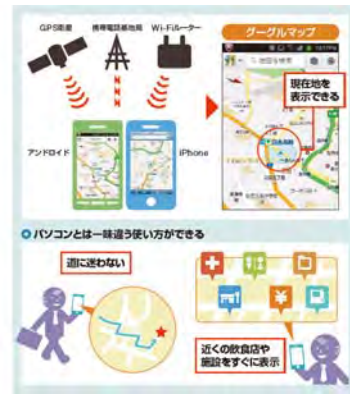 GPS衛星
携帯電話基地局
Wi-Fiルーター
グーグルマップ
現在地を
表示できる
アンドロイド
iPhone
パソコンとは一味違う使い方ができる
道に迷わない
近くの飲食店や
施設をすぐに表示